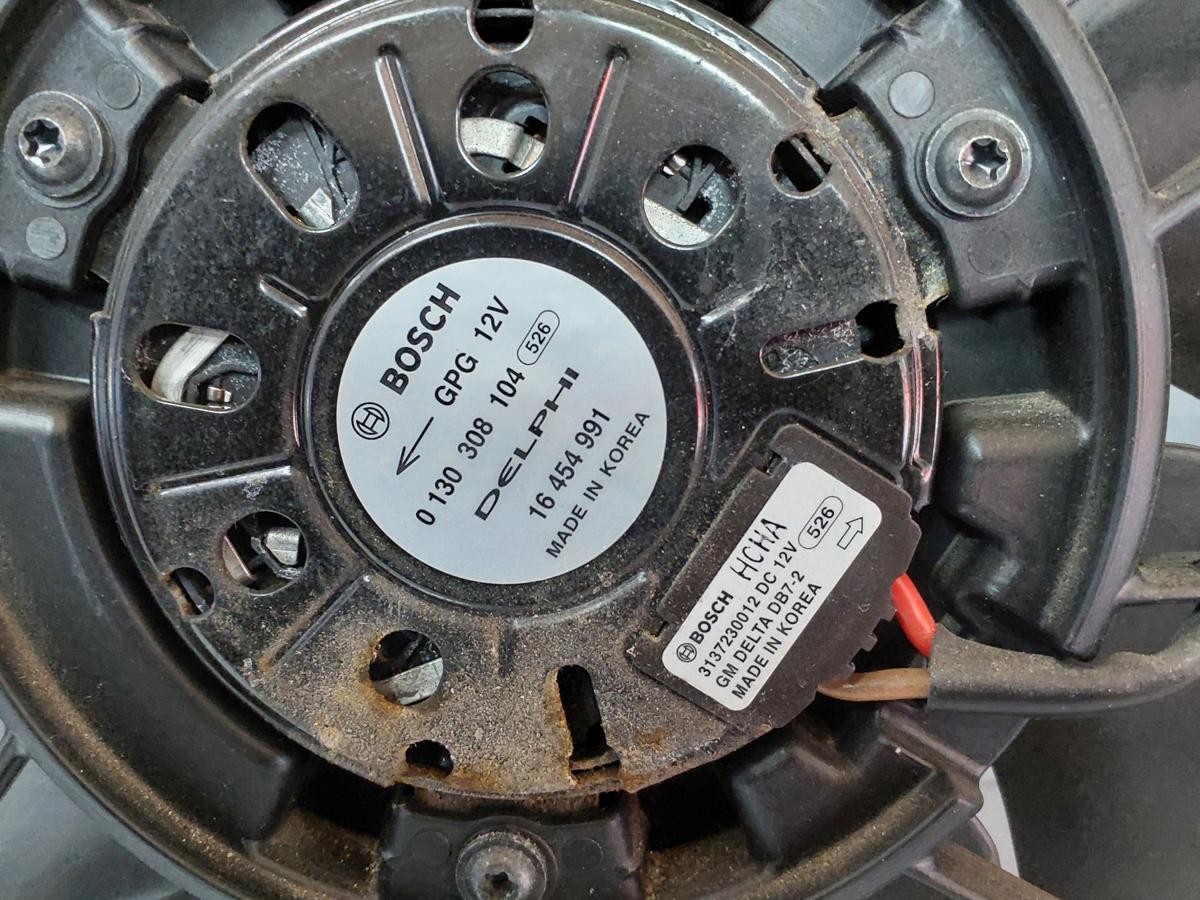 BOSCH
GPG 12V
0 130 308 104 526
DELPHI
16 454 991
MADE IN KOREA
BOSCH HCHA
3137230012 DC 12V 526
GM DELTA DB7-2
MADE IN KOREA